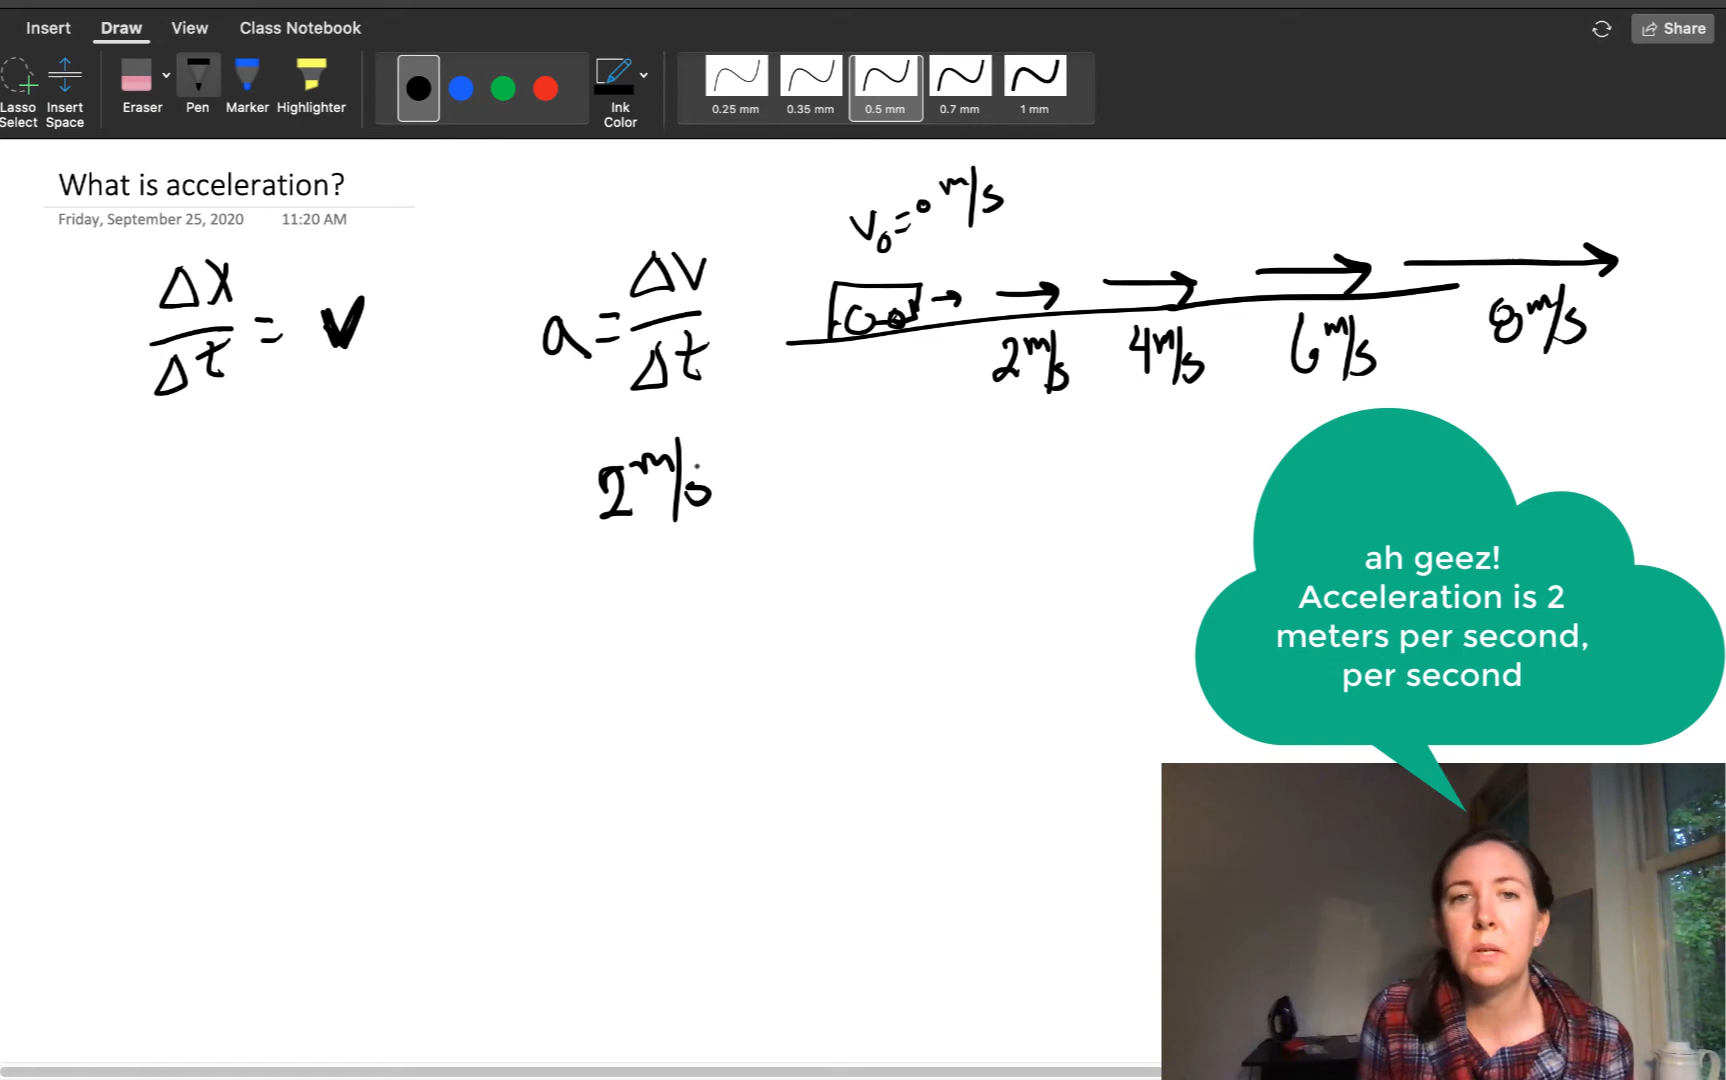 Insert Draw View Class Notebook Share
Lasso Select
Insert Space
Eraser
Pen
Marker
Highlighter
Ink Color
0.25 mm
0.35 mm
0.5 mm
0.7 mm
1 mm
What is acceleration?
Friday, September 25, 2020 11:20 AM
Δx/Δt = v
a = Δv/Δt
v₀ = 0 m/s
2 m/s
4 m/s
6 m/s
8 m/s
2 m/s
ah geez!
Acceleration is 2
meters per second,
per second